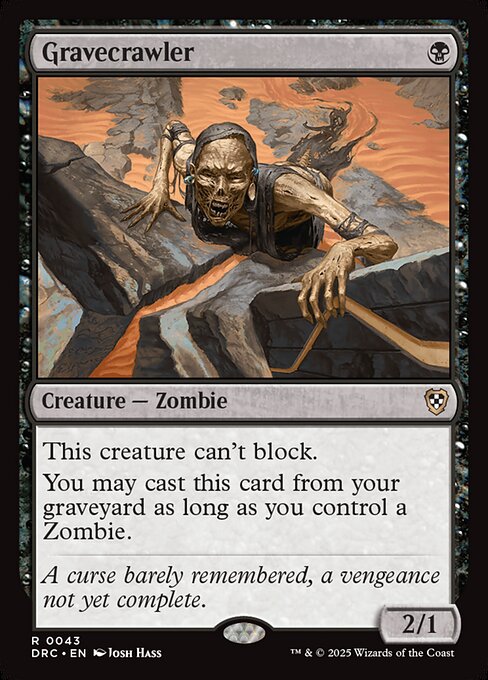 Gravecrawler
Creature — Zombie
This creature can't block.
You may cast this card from your
graveyard as long as you control a
Zombie.
A curse barely remembered, a vengeance
not yet complete.
2/1
R 0043
DRC • EN Josh Hass
™ & © 2025 Wizards of the Coast